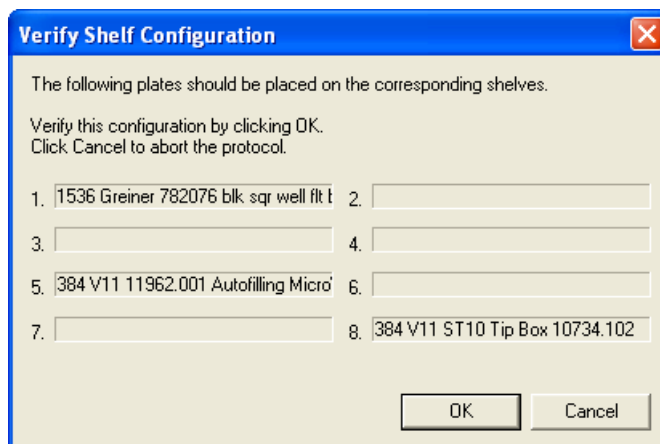 Verify Shelf Configuration
The following plates should be placed on the corresponding shelves.
Verify this configuration by clicking OK.
Click Cancel to abort the protocol.
1. 1536 Greiner 782076 blk sqr well flt 2.
3. 4.
5. 384 V11 11962.001 Autofilling Micro 6.
7. 8. 384 V11 ST10 Tip Box 10734.102
OK Cancel